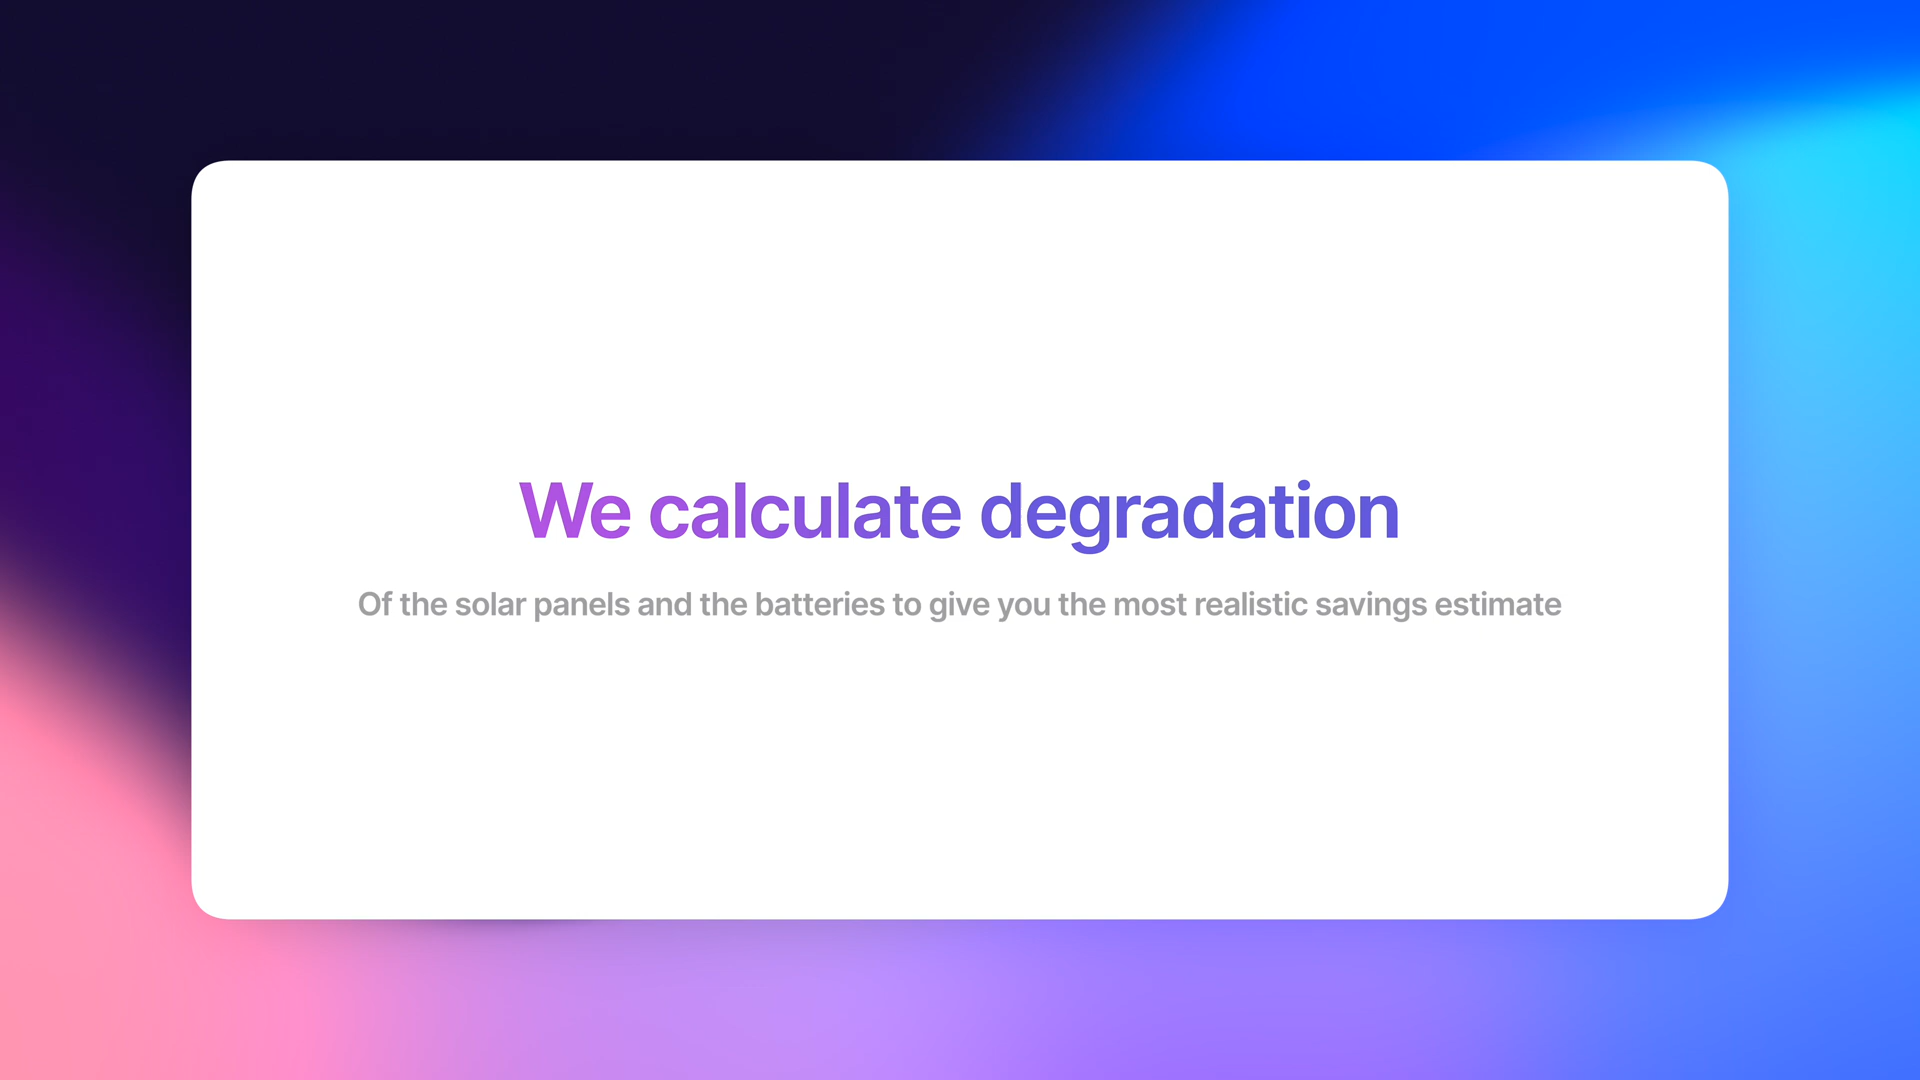 We calculate degradation
Of the solar panels and the batteries to give you the most realistic savings estimate